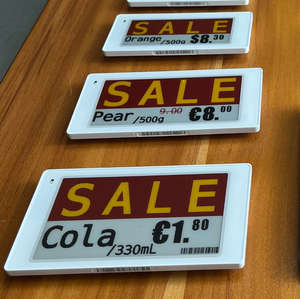 SALE
Orange/500g $8.30
SALE
Pear/500g 9.00 €8.00
SALE
Cola/330mL €1.80